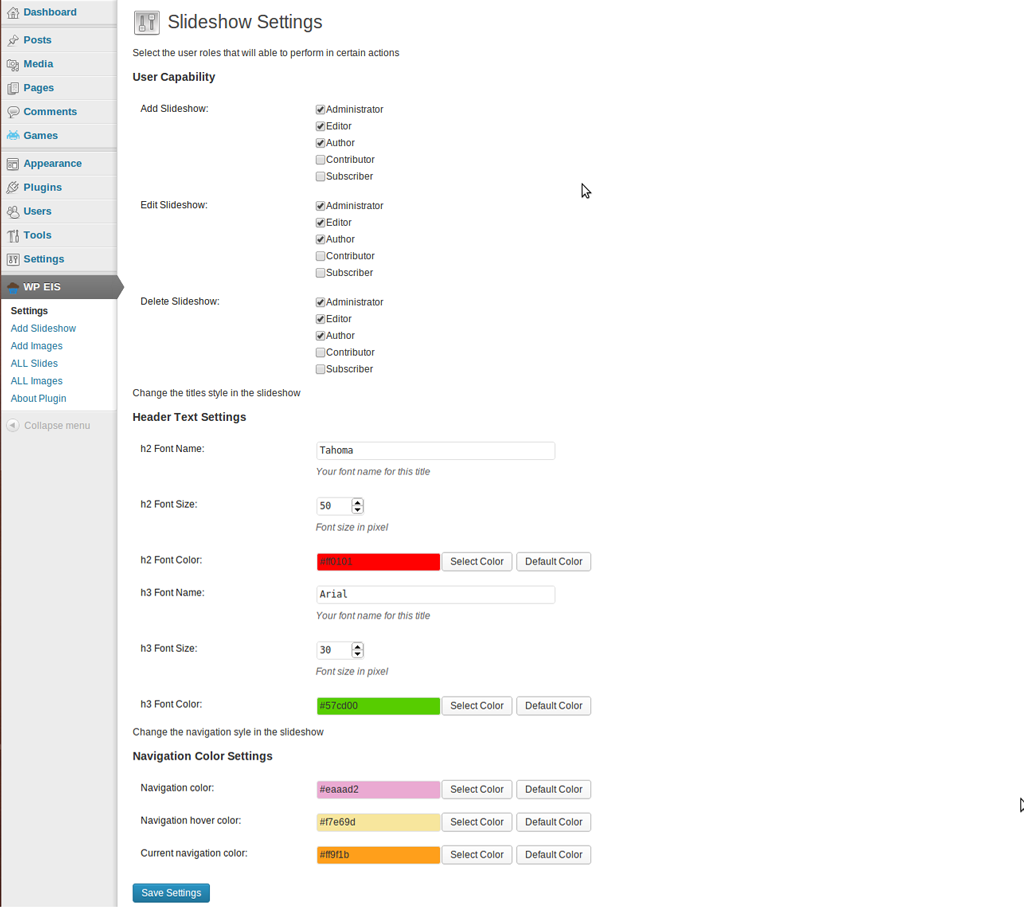 Dashboard
Posts
Media
Pages
Comments
Games
Appearance
Plugins
Users
Tools
Settings
WP EIS
Settings
Add Slideshow
Add Images
ALL Slides
ALL Images
About Plugin
Collapse menu
Slideshow Settings
Select the user roles that will able to perform in certain actions
User Capability
Add Slideshow:
Administrator
Editor
Author
Contributor
Subscriber
Edit Slideshow:
Administrator
Editor
Author
Contributor
Subscriber
Delete Slideshow:
Administrator
Editor
Author
Contributor
Subscriber
Change the titles style in the slideshow
Header Text Settings
h2 Font Name: Tahoma
Your font name for this title
h2 Font Size: 50
Font size in pixel
h2 Font Color: #ff0101 Select Color Default Color
h3 Font Name: Arial
Your font name for this title
h3 Font Size: 30
Font size in pixel
h3 Font Color: #57cd00 Select Color Default Color
Change the navigation syle in the slideshow
Navigation Color Settings
Navigation color: #eaaad2 Select Color Default Color
Navigation hover color: #f7e69d Select Color Default Color
Current navigation color: #ff9f1b Select Color Default Color
Save Settings